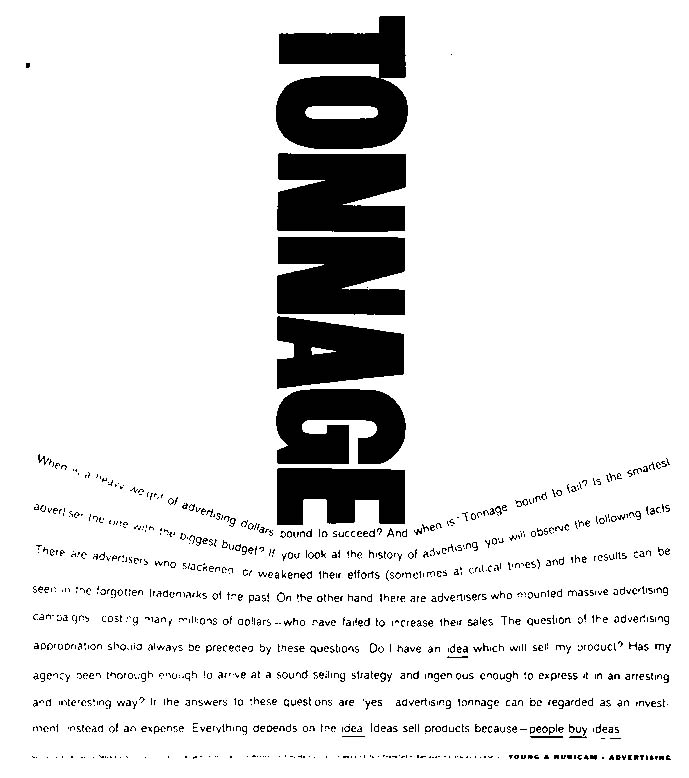 TONNAGE
When is a heavy weight of advertising dollars bound to succeed? And when is "Tonnage" bound to fail? Is the smartest
advertiser the one with the biggest budget? If you look at the history of advertising you will observe the following facts
There are advertisers who slackened or weakened their efforts (sometimes at critical times) and the results can be
seen in the forgotten trademarks of the past. On the other hand there are advertisers who mounted massive advertising
campaigns costing many millions of dollars—who have failed to increase their sales. The question of the advertising
appropriation should always be preceded by these questions. Do I have an idea which will sell my product? Has my
agency been thorough enough to arrive at a sound selling strategy and ingenious enough to express it in an arresting
and interesting way? If the answers to these questions are "yes" advertising tonnage can be regarded as an invest-
ment instead of an expense. Everything depends on the idea. Ideas sell products because—people buy ideas
YOUNG & RUBICAM • ADVERTISING